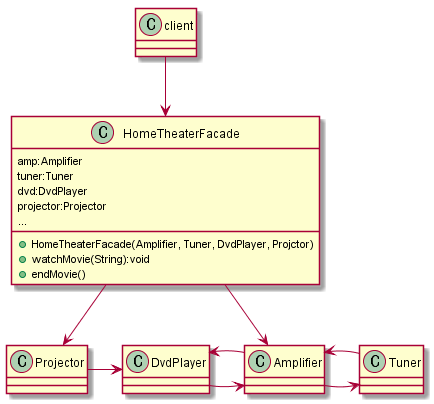 C client
C HomeTheaterFacade
amp:Amplifier
tuner:Tuner
dvd:DvdPlayer
projector:Projector
...
HomeTheaterFacade(Amplifier, Tuner, DvdPlayer, Projctor)
watchMovie(String):void
endMovie()
C Projector
C DvdPlayer
C Amplifier
C Tuner